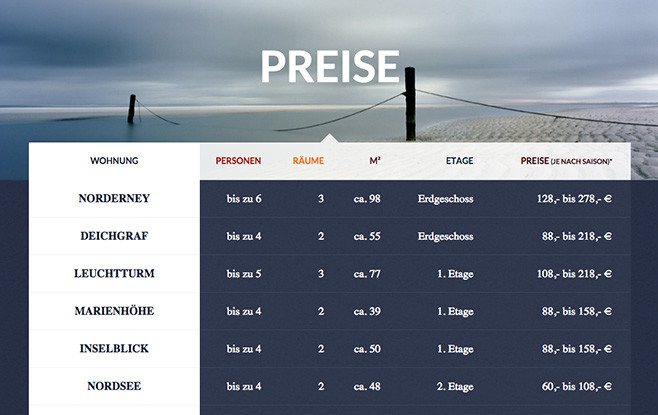 PREISE
WOHNUNG PERSONEN RÄUME M² ETAGE PREISE (JE NACH SAISON)*
NORDERNEY bis zu 6 3 ca. 98 Erdgeschoss 128,- bis 278,- €
DEICHGRAF bis zu 4 2 ca. 55 Erdgeschoss 88,- bis 218,- €
LEUCHTTURM bis zu 5 3 ca. 77 1. Etage 108,- bis 218,- €
MARIENHÖHE bis zu 4 2 ca. 39 1. Etage 88,- bis 158,- €
INSELBLICK bis zu 4 2 ca. 50 1. Etage 88,- bis 158,- €
NORDSEE bis zu 4 2 ca. 48 2. Etage 60,- bis 108,- €